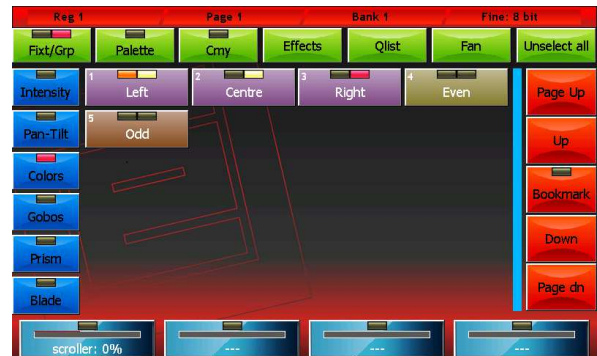 Reg 1 Page 1 Bank 1 Fine: 8 bit
Fixt/Grp Palette Cmy Effects Qlist Fan Unselect all
Intensity 1 Left 2 Centre 3 Right 4 Even Page Up
Pan-Tilt 5 Odd Up
Colors Bookmark
Gobos Down
Prism Page dn
Blade
scroller: 0% --- --- ---